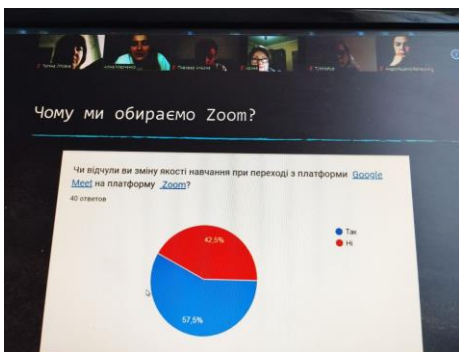 Чому ми обираємо Zoom?
Чи відчули ви зміну якості навчання при переході з платформи Google
Meet на платформу Zoom?
40 ответов
42,5%
57,5%
Так
Ні